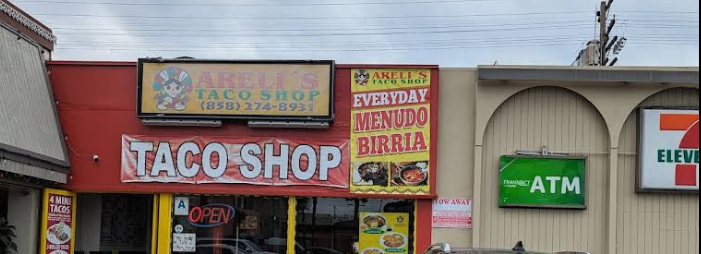 ARELI'S
TACO SHOP
(858) 274-8931
TACO SHOP
ARELI'S
TACO SHOP
EVERYDAY
MENUDO
BIRRIA
4 MINI
TACOS
A
OPEN
TOW AWAY
ATM
7
ELEVE